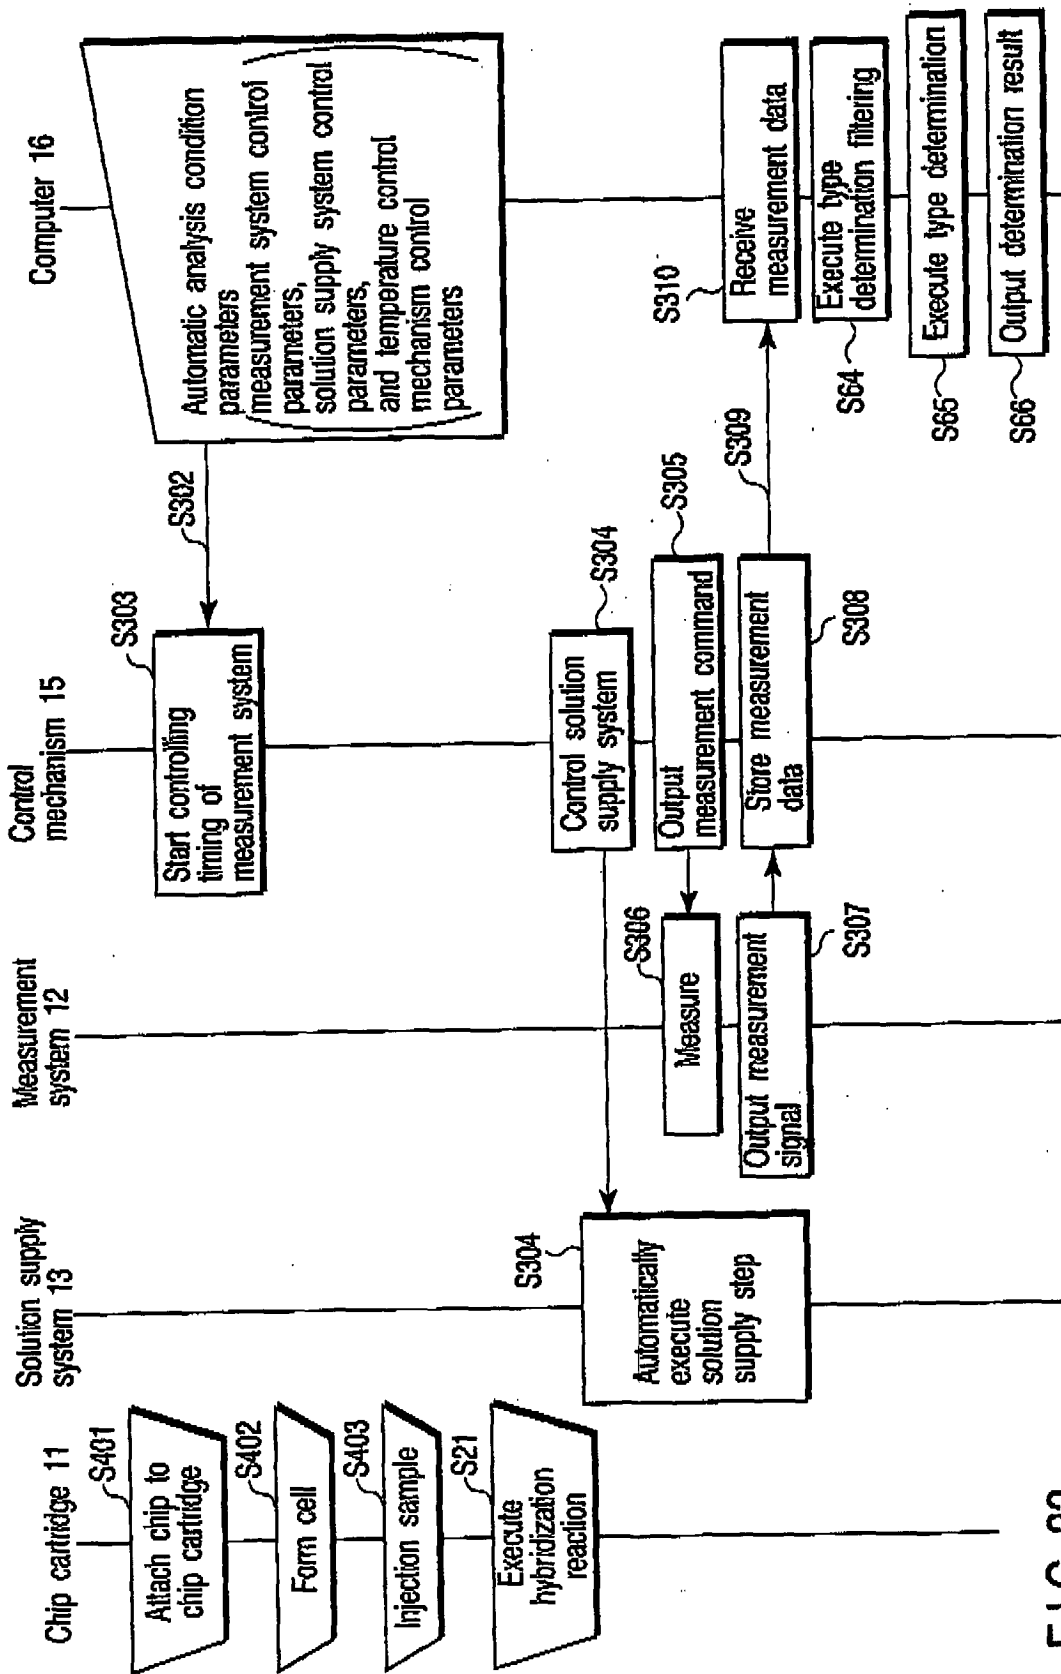 Chip cartridge 11
S401
Attach chip to
chip cartridge
S402
Form cell
S403
Injection sample
S21
Execute
hybridization
reaction
Solution supply
system 13
S304
Automatically
execute
solution
supply step
Measurement
system 12
S306
Measure
Output measurement
signal
S307
Control
mechanism 15
S303
Start controlling
timing of
measurement system
Control solution
supply system
S304
Output
measurement command
S305
Store measurement
data
S308
Computer 16
Automatic analysis condition
parameters
measurement system control
parameters,
solution supply system control
parameters,
and temperature control
mechanism control
parameters
S302
S309
S310
Receive
measurement data
Execute type
determination filtering
S64
Execute type determination
S65
Output determination result
S66